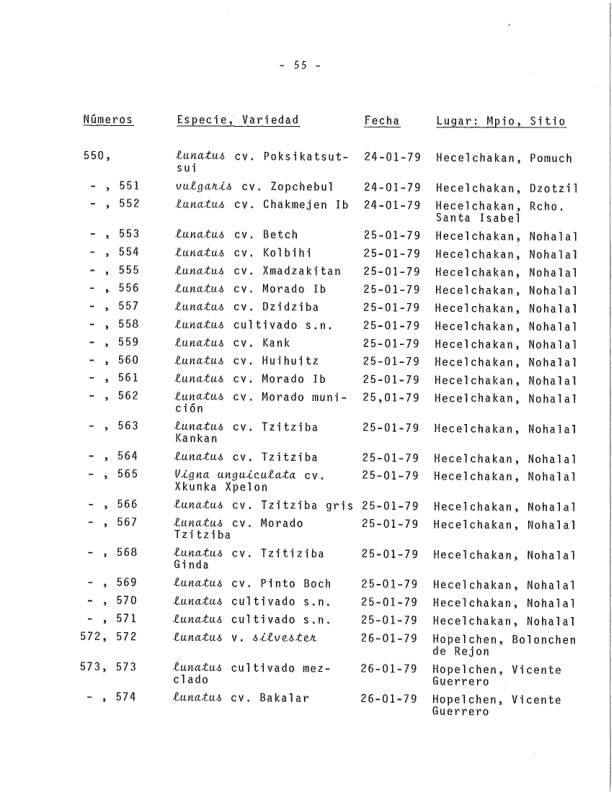 - 55 -
Números Especie, Variedad Fecha Lugar: Mpio, Sitio
550, lunatus cv. Poksikatsut- 24-01-79 Hecelchakan, Pomuch
sui
- , 551 vulgaris cv. Zopchebul 24-01-79 Hecelchakan, Dzotzil
- , 552 lunatus cv. Chakmejen Ib 24-01-79 Hecelchakan, Rcho.
Santa Isabel
- , 553 lunatus cv. Betch 25-01-79 Hecelchakan, Nohalal
- , 554 lunatus cv. Kolbihi 25-01-79 Hecelchakan, Nohalal
- , 555 lunatus cv. Xmadzakitan 25-01-79 Hecelchakan, Nohalal
- , 556 lunatus cv. Morado Ib 25-01-79 Hecelchakan, Nohalal
- , 557 lunatus cv. Dzidziba 25-01-79 Hecelchakan, Nohalal
- , 558 lunatus cultivado s.n. 25-01-79 Hecelchakan, Nohalal
- , 559 lunatus cv. Kank 25-01-79 Hecelchakan, Nohalal
- , 560 lunatus cv. Huihuitz 25-01-79 Hecelchakan, Nohalal
- , 561 lunatus cv. Morado Ib 25-01-79 Hecelchakan, Nohalal
- , 562 lunatus cv. Morado muni- 25,01-79 Hecelchakan, Nohalal
ción
- , 563 lunatus cv. Tzitziba 25-01-79 Hecelchakan, Nohalal
Kankan
- , 564 lunatus cv. Tzitziba 25-01-79 Hecelchakan, Nohalal
- , 565 Vigna unguiculata cv. 25-01-79 Hecelchakan, Nohalal
Xkunka Xpelon
- , 566 lunatus cv. Tzitziba gris 25-01-79 Hecelchakan, Nohalal
- , 567 lunatus cv. Morado 25-01-79 Hecelchakan, Nohalal
Tzitziba
- , 568 lunatus cv. Tzitiziba 25-01-79 Hecelchakan, Nohalal
Ginda
- , 569 lunatus cv. Pinto Boch 25-01-79 Hecelchakan, Nohalal
- , 570 lunatus cultivado s.n. 25-01-79 Hecelchakan, Nohalal
- , 571 lunatus cultivado s.n. 25-01-79 Hecelchakan, Nohalal
572, 572 lunatus v. silvester 26-01-79 Hopelchen, Bolonchen
de Rejon
573, 573 lunatus cultivado mez- 26-01-79 Hopelchen, Vicente
clado Guerrero
- , 574 lunatus cv. Bakalar 26-01-79 Hopelchen, Vicente
Guerrero